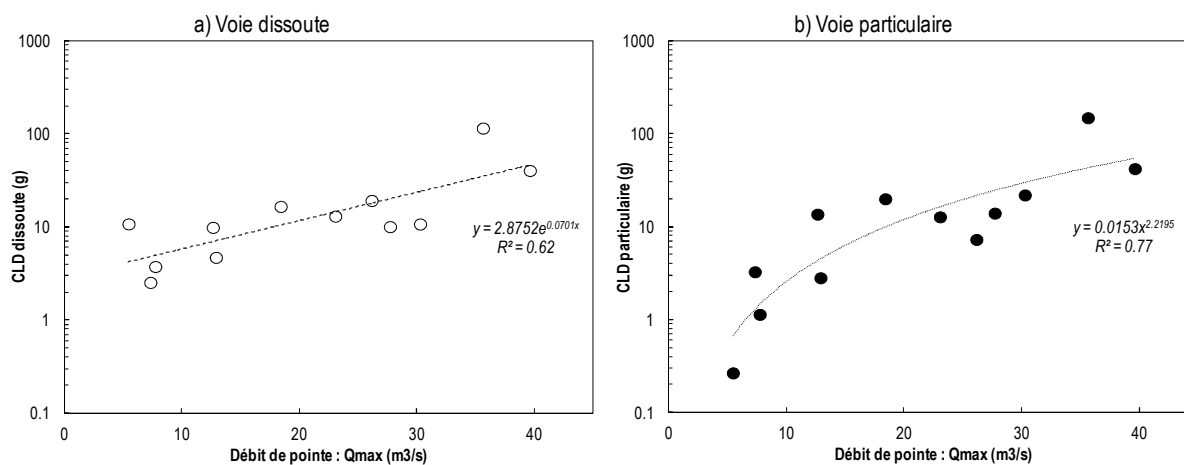 a) Voie dissoute
1000
100
10
1
0.1
CLD dissoute (g)
y = 2.8752e^0.0701x
R² = 0.62
0 10 20 30 40
Débit de pointe : Qmax (m3/s)
b) Voie particulaire
1000
100
10
1
0.1
CLD particulaire (g)
y = 0.0153x^2.2195
R² = 0.77
0 10 20 30 40
Débit de pointe : Qmax (m3/s)